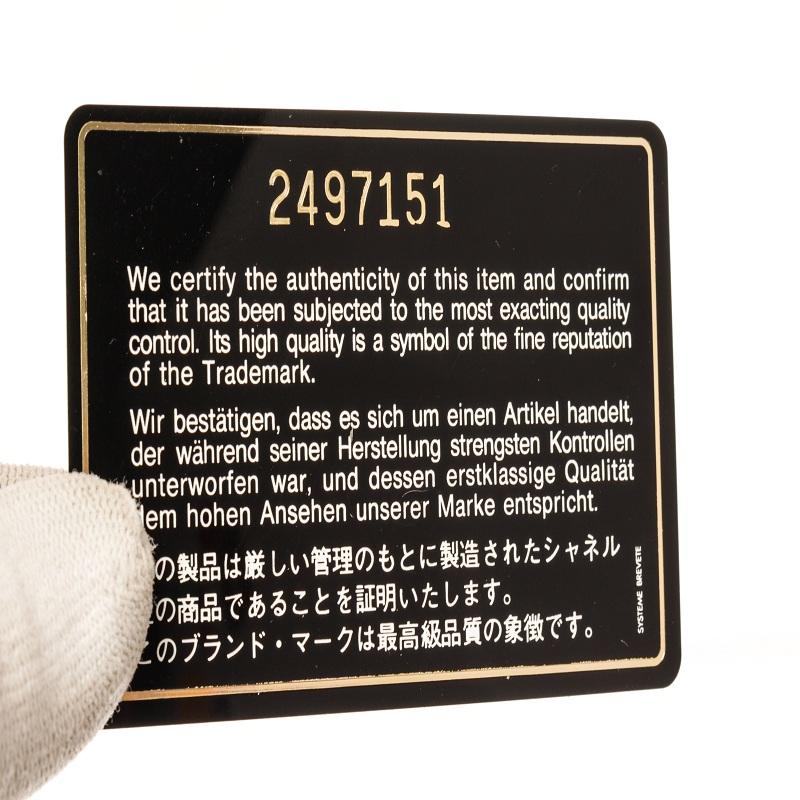 2497151
We certify the authenticity of this item and confirm
that it has been subjected to the most exacting quality
control. Its high quality is a symbol of the fine reputation
of the Trademark.
Wir bestätigen, dass es sich um einen Artikel handelt,
der während seiner Herstellung strengsten Kontrollen
unterworfen war, und dessen erstklassige Qualität
dem hohen Ansehen unserer Marke entspricht.
の製品は厳しい管理のもとに製造されたシャネル
の商品であることを証明いたします。
このブランド・マークは最高級品質の象徴です。
SYSTEME BREVETE